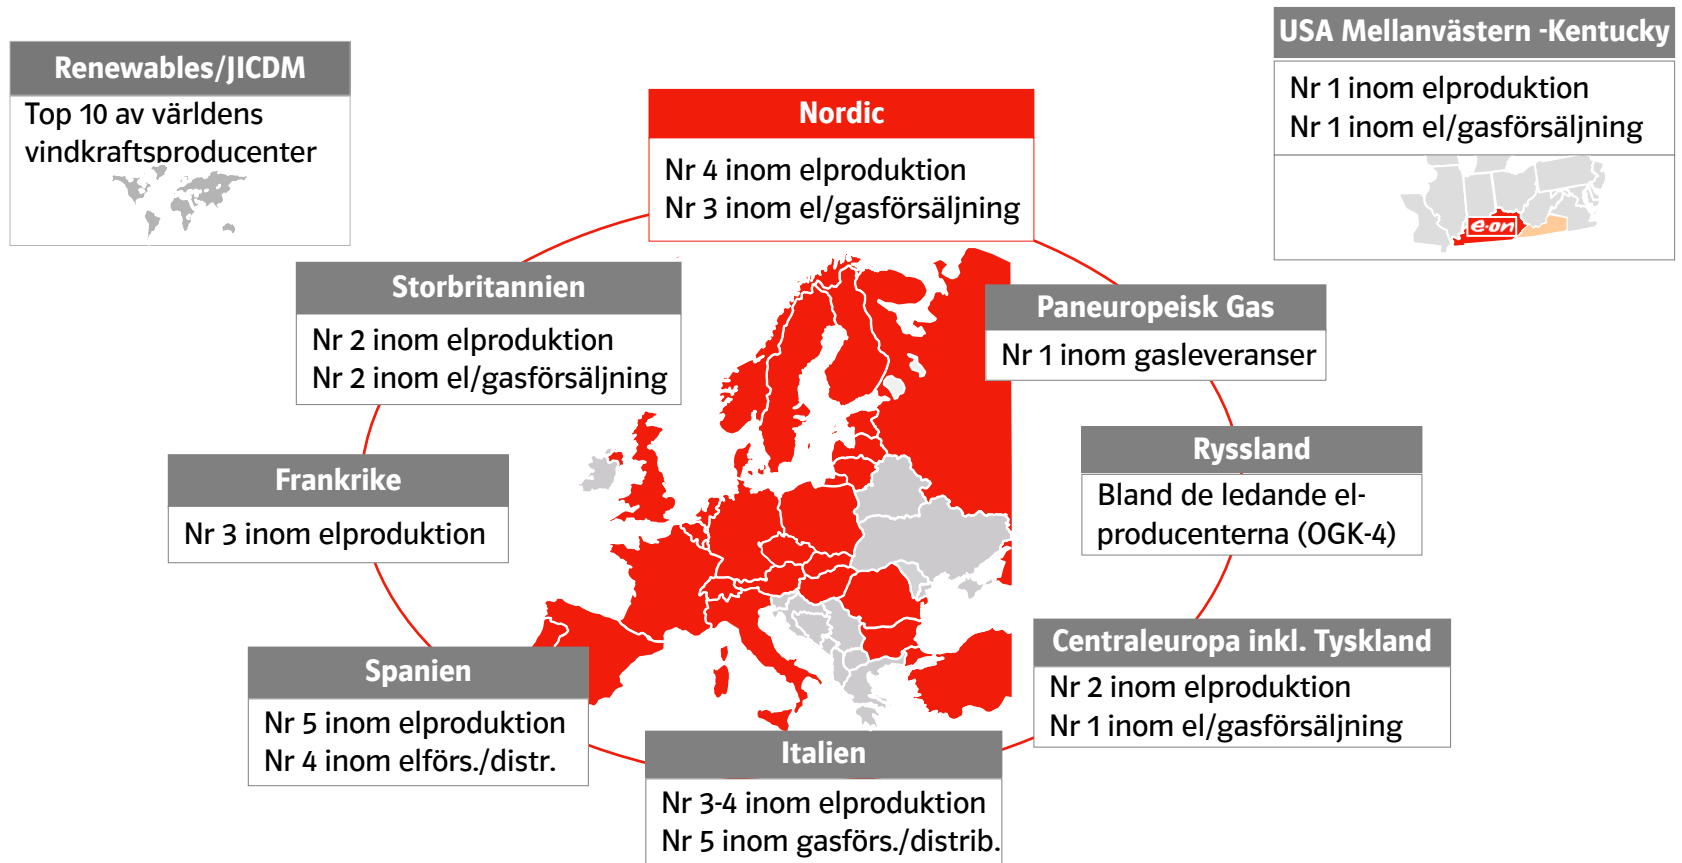 Renewables/JICDM
Top 10 av världens
vindkraftsproducenter
USA Mellanvästern -Kentucky
Nr 1 inom elproduktion
Nr 1 inom el/gasförsäljning
e·on
Nordic
Nr 4 inom elproduktion
Nr 3 inom el/gasförsäljning
Storbritannien
Nr 2 inom elproduktion
Nr 2 inom el/gasförsäljning
Paneuropeisk Gas
Nr 1 inom gasleveranser
Frankrike
Nr 3 inom elproduktion
Ryssland
Bland de ledande el-
producenterna (OGK-4)
Spanien
Nr 5 inom elproduktion
Nr 4 inom elförs./distr.
Centraleuropa inkl. Tyskland
Nr 2 inom elproduktion
Nr 1 inom el/gasförsäljning
Italien
Nr 3-4 inom elproduktion
Nr 5 inom gasförs./distrib.